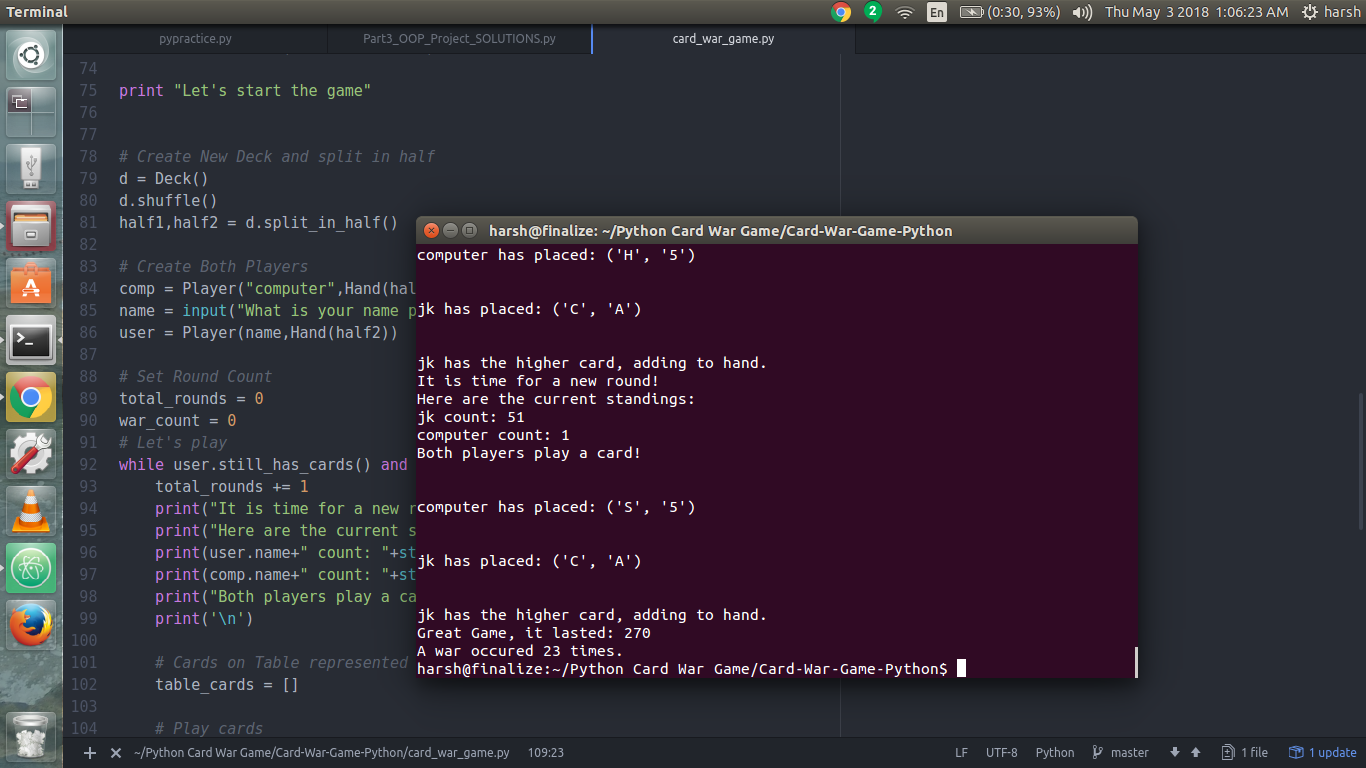 Terminal
2
En
(0:30, 93%)
Thu May 3 2018 1:06:23 AM
harsh
pypractice.py
Part3_OOP_Project_SOLUTIONS.py
card_war_game.py
74
75 print "Let's start the game"
76
77
78 # Create New Deck and split in half
79 d = Deck()
80 d.shuffle()
81 half1,half2 = d.split_in_half()
82
83 # Create Both Players
84 comp = Player("computer",Hand(hal
85 name = input("What is your name p
86 user = Player(name,Hand(half2))
87
88 # Set Round Count
89 total_rounds = 0
90 war_count = 0
91 # Let's play
92 while user.still_has_cards() and
93 total_rounds += 1
94 print("It is time for a new r
95 print("Here are the current s
96 print(user.name+" count: "+st
97 print(comp.name+" count: "+st
98 print("Both players play a ca
99 print('\n')
100
101 # Cards on Table represented
102 table_cards = []
103
104 # Play cards
harsh@finalize: ~/Python Card War Game/Card-War-Game-Python
computer has placed: ('H', '5')
jk has placed: ('C', 'A')
jk has the higher card, adding to hand.
It is time for a new round!
Here are the current standings:
jk count: 51
computer count: 1
Both players play a card!
computer has placed: ('S', '5')
jk has placed: ('C', 'A')
jk has the higher card, adding to hand.
Great Game, it lasted: 270
A war occured 23 times.
harsh@finalize:~/Python Card War Game/Card-War-Game-Python$
~/Python Card War Game/Card-War-Game-Python/card_war_game.py
109:23
LF
UTF-8
Python
master
1 file
1 update